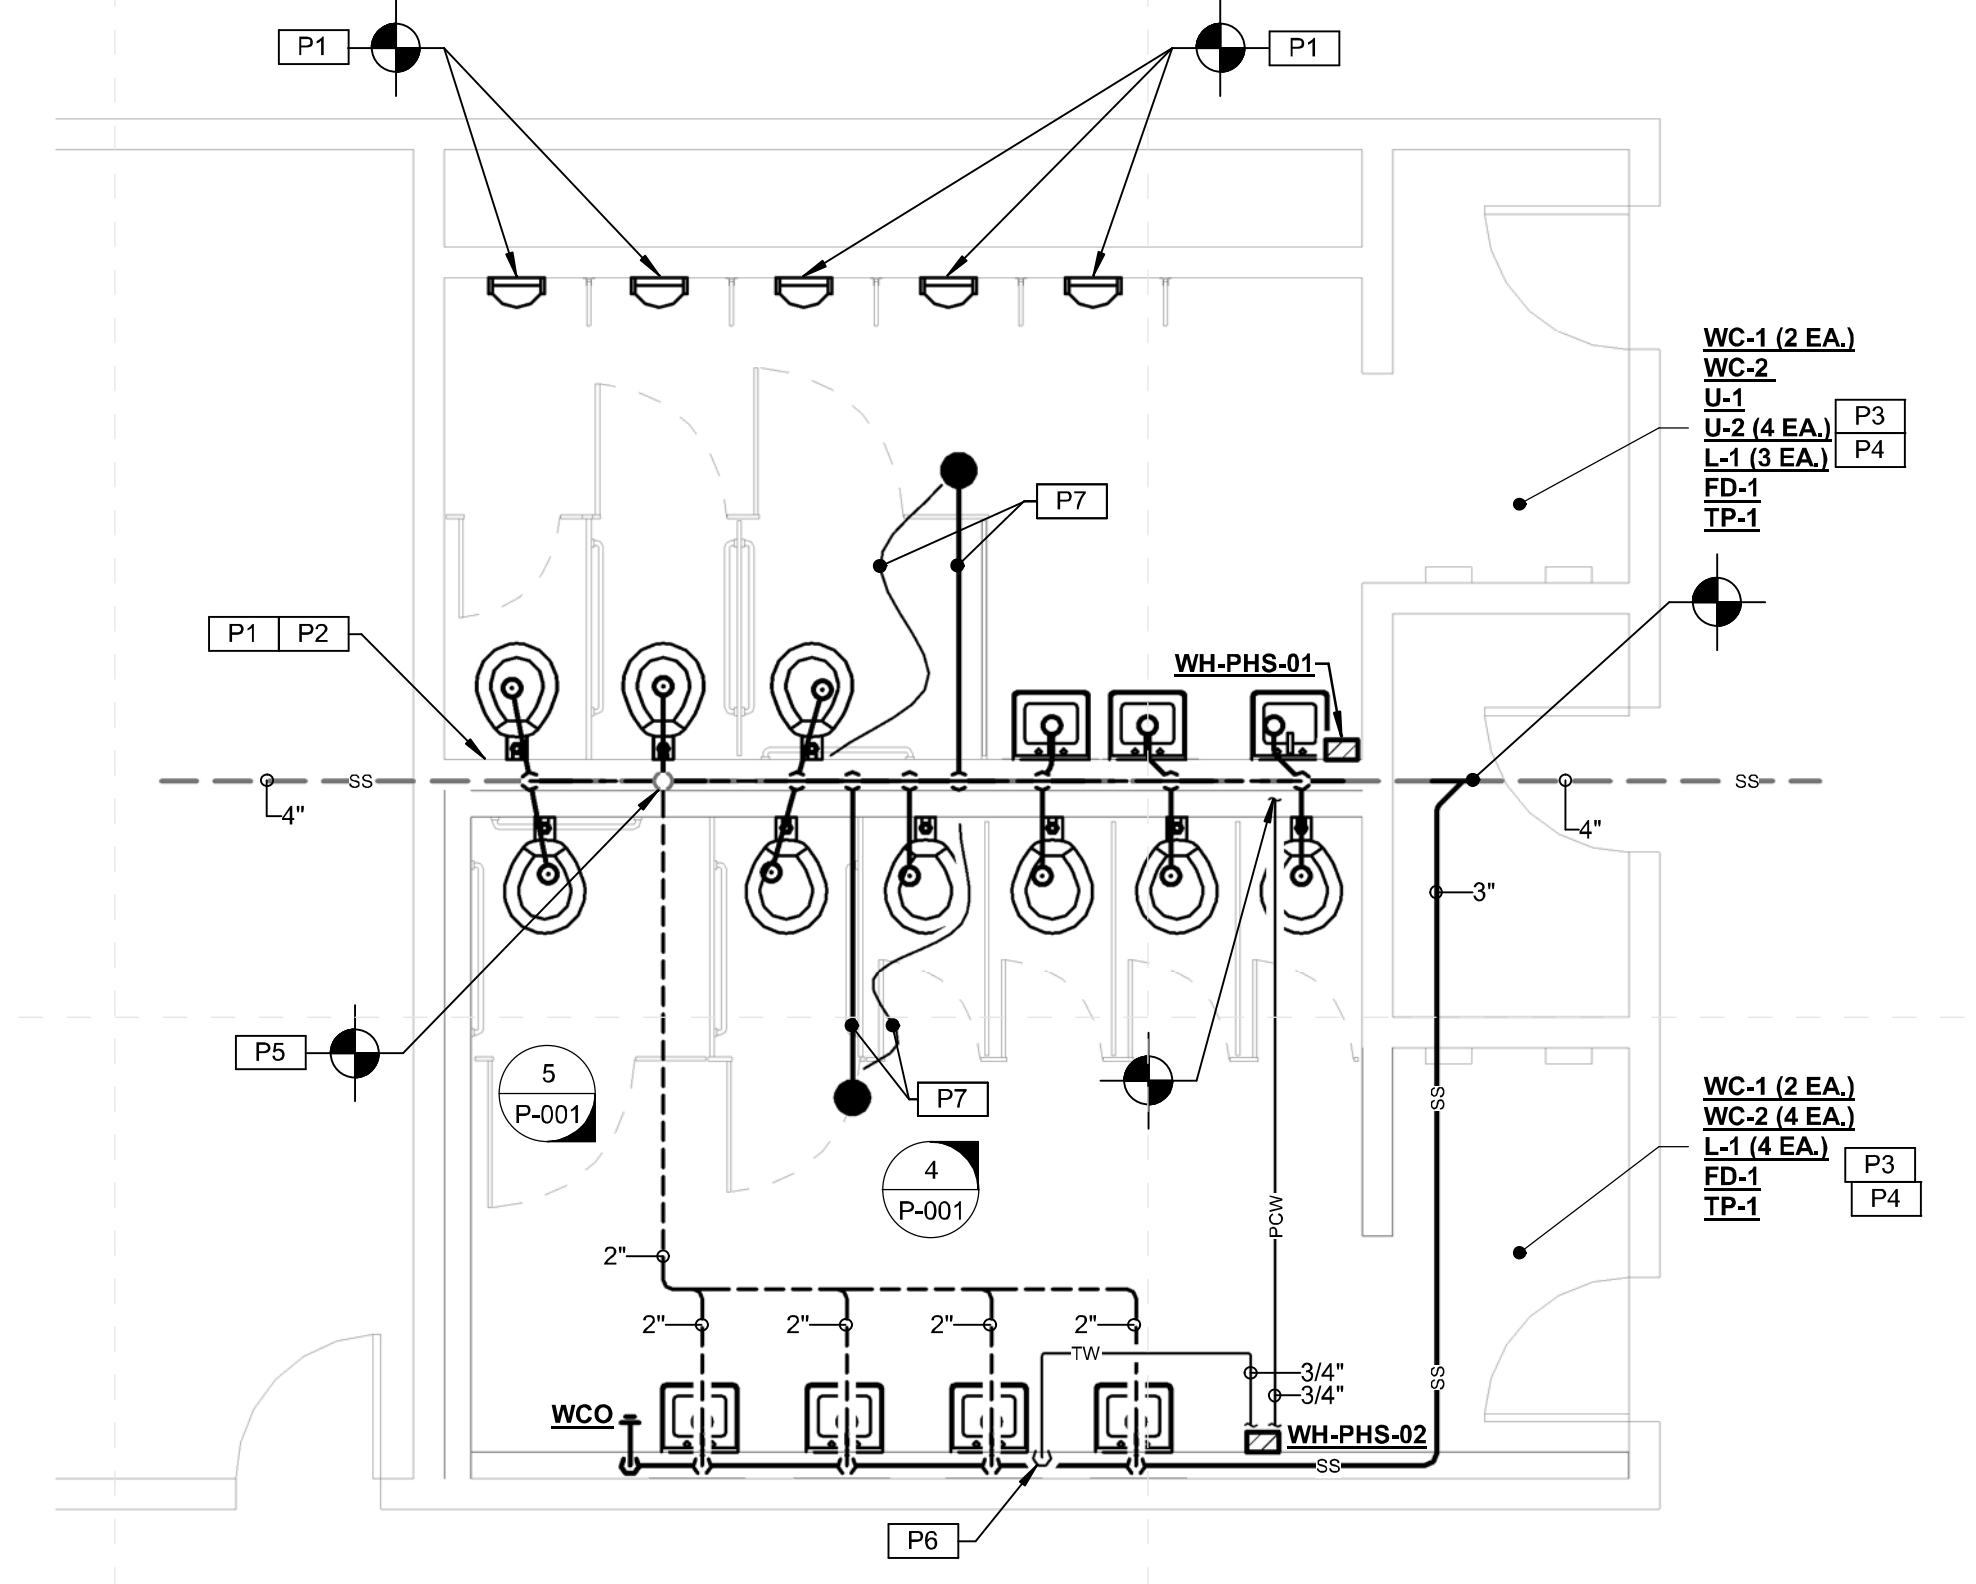 P1
P1
WC-1 (2 EA.)
WC-2
U-1
U-2 (4 EA.)
L-1 (3 EA.)
FD-1
TP-1
P3
P4
P7
P1 P2
WH-PHS-01
SS
SS
4"
4"
3"
P5
5
P-001
P7
4
P-001
SS
WC-1 (2 EA.)
WC-2 (4 EA.)
L-1 (4 EA.)
FD-1
TP-1
P3
P4
PCW
2"
2"
2"
2"
2"
TW
3/4"
3/4"
SS
WCO
WH-PHS-02
SS
P6